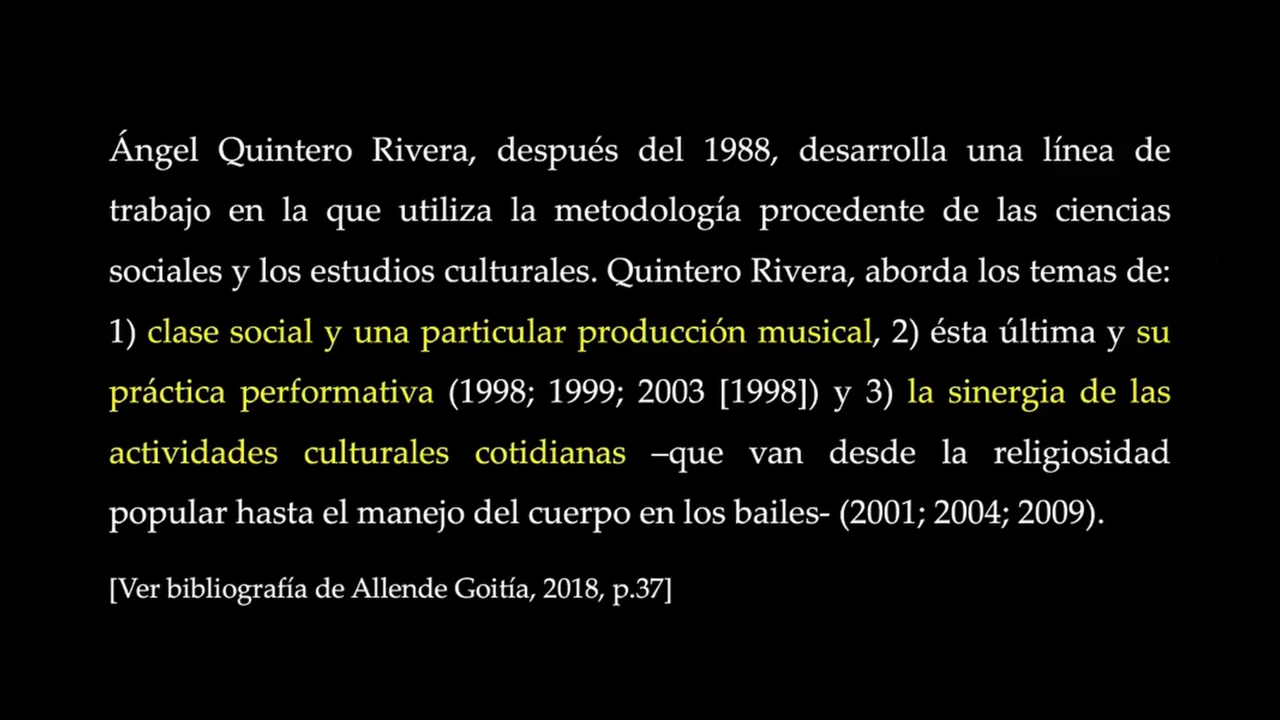 Ángel Quintero Rivera, después del 1988, desarrolla una línea de
trabajo en la que utiliza la metodología procedente de las ciencias
sociales y los estudios culturales. Quintero Rivera, aborda los temas de:
1) clase social y una particular producción musical, 2) ésta última y su
práctica performativa (1998; 1999; 2003 [1998]) y 3) la sinergia de las
actividades culturales cotidianas –que van desde la religiosidad
popular hasta el manejo del cuerpo en los bailes- (2001; 2004; 2009).
[Ver bibliografía de Allende Goitía, 2018, p.37]